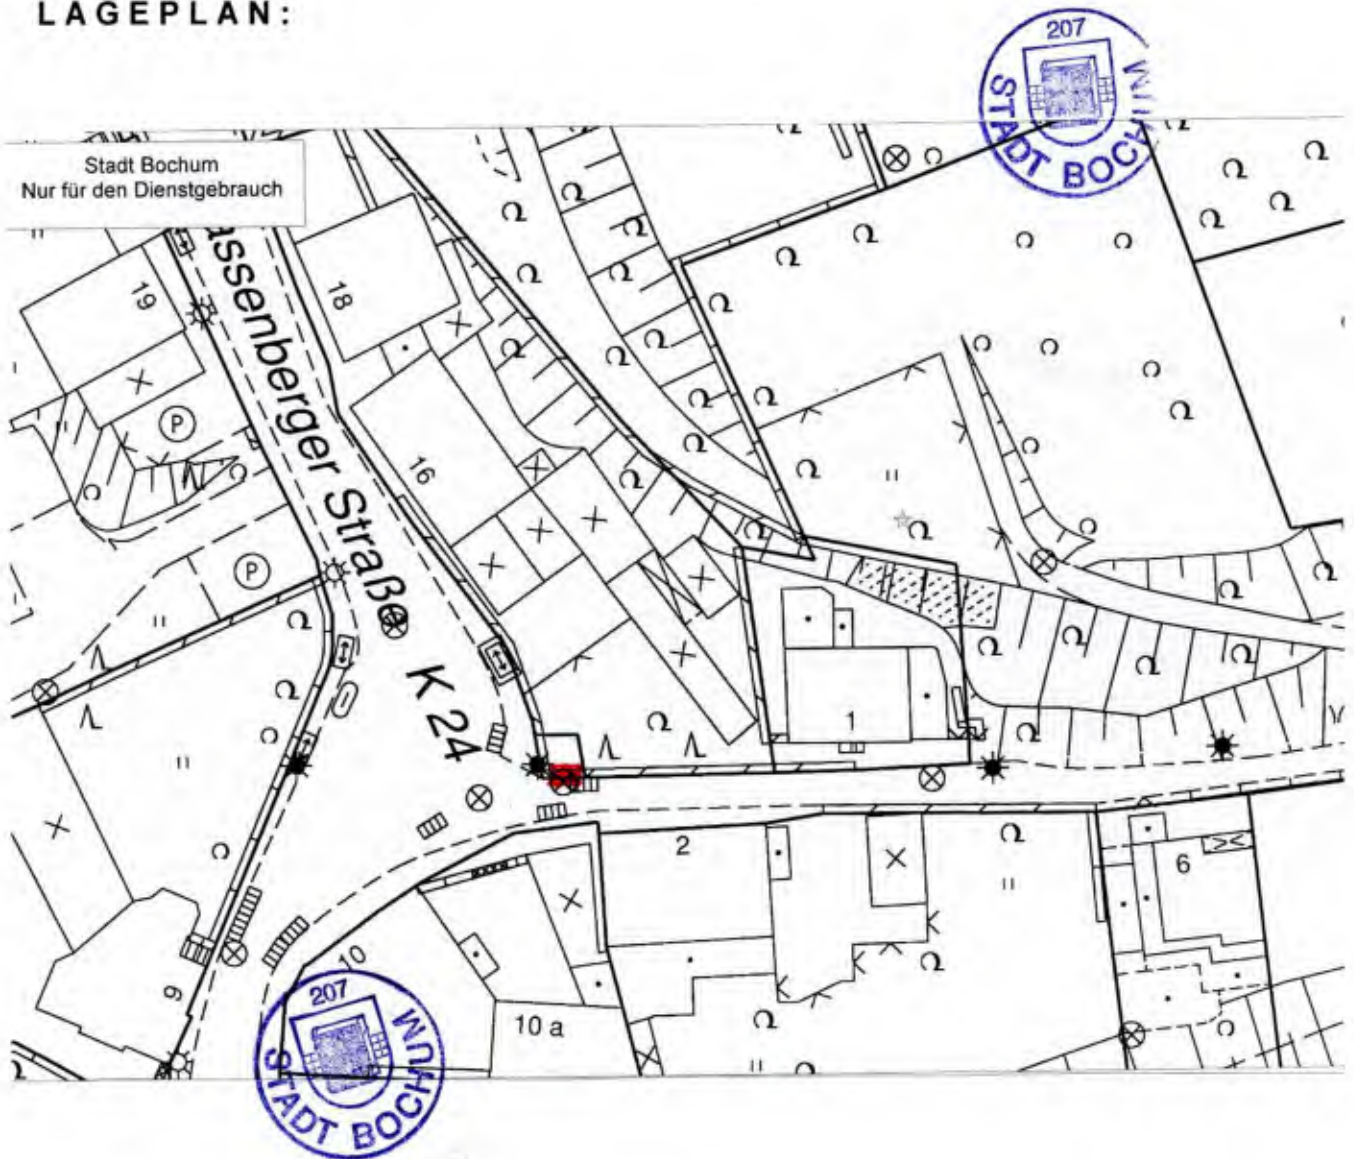 LAGEPLAN:
207
STADT BOCHUM
Stadt Bochum
Nur für den Dienstgebrauch
assenberger Straße K 24
19
18
P
16
P
1
2
6
9
10
10 a
207
STADT BOCHUM